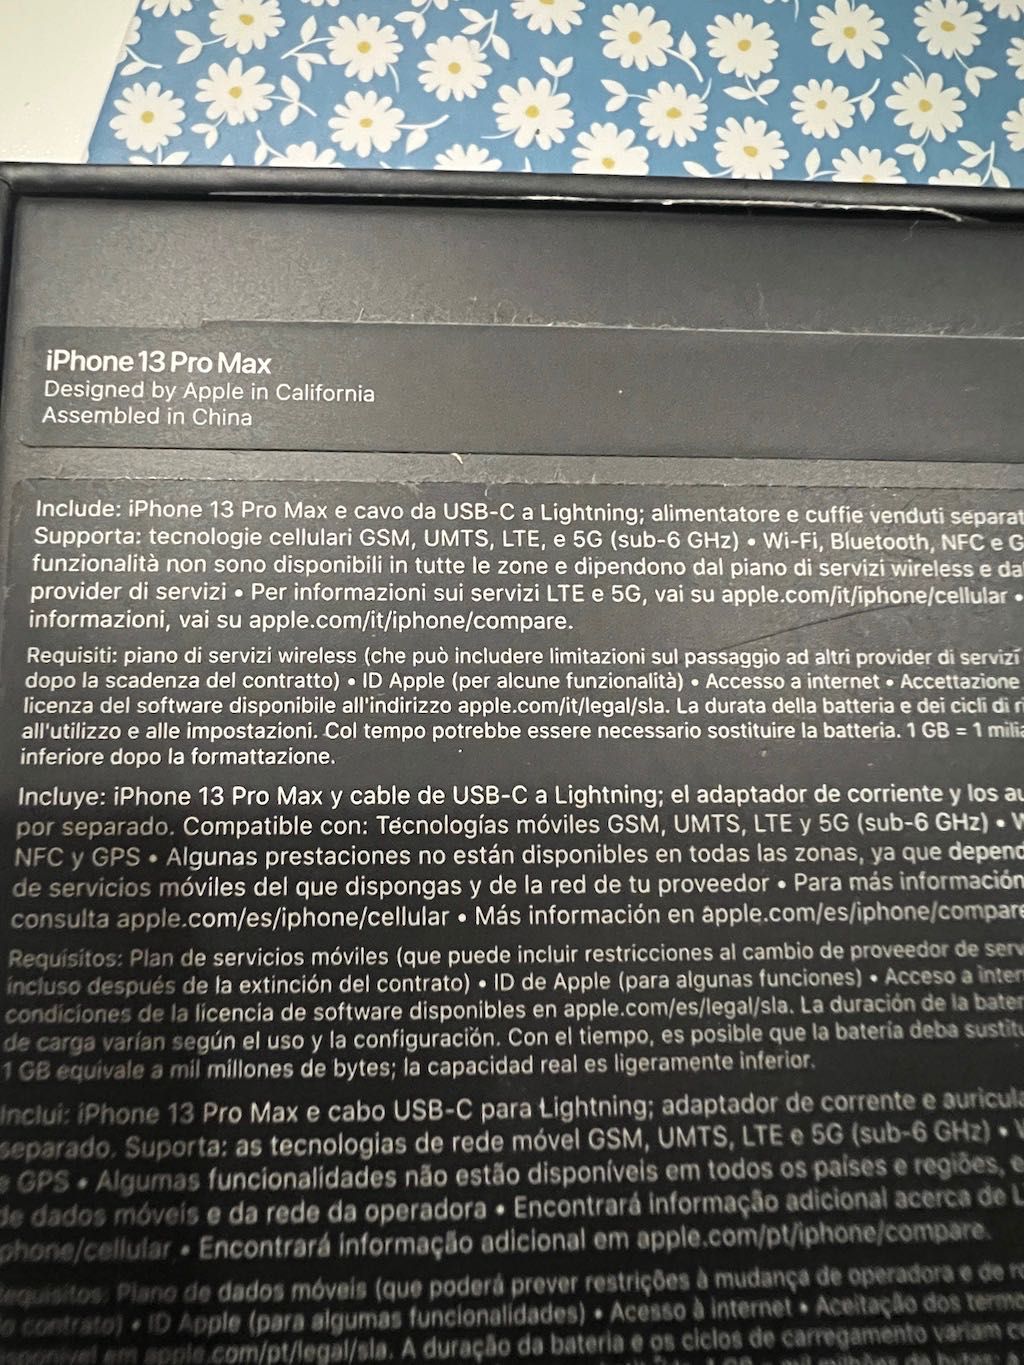 iPhone 13 Pro Max
Designed by Apple in California
Assembled in China
Include: iPhone 13 Pro Max e cavo da USB-C a Lightning; alimentatore e cuffie venduti separat
Supporta: tecnologie cellulari GSM, UMTS, LTE, e 5G (sub-6 GHz) • Wi-Fi, Bluetooth, NFC e G
funzionalità non sono disponibili in tutte le zone e dipendono dal piano di servizi wireless e da
provider di servizi • Per informazioni sui servizi LTE e 5G, vai su apple.com/it/iphone/cellular •
informazioni, vai su apple.com/it/iphone/compare.
Requisiti: piano di servizi wireless (che può includere limitazioni sul passaggio ad altri provider di servizi
dopo la scadenza del contratto) • ID Apple (per alcune funzionalità) • Accesso a internet • Accettazione
licenza del software disponibile all'indirizzo apple.com/it/legal/sla. La durata della batteria e dei cicli di ri
all'utilizzo e alle impostazioni. Col tempo potrebbe essere necessario sostituire la batteria. 1 GB = 1 milia
inferiore dopo la formattazione.
Incluye: iPhone 13 Pro Max y cable de USB-C a Lightning; el adaptador de corriente y los au
por separado. Compatible con: Tecnologías móviles GSM, UMTS, LTE y 5G (sub-6 GHz) • W
NFC y GPS • Algunas prestaciones no están disponibles en todas las zonas, ya que depend
de servicios móviles del que dispongas y de la red de tu proveedor • Para más información
consulta apple.com/es/iphone/cellular • Más información en apple.com/es/iphone/compare
Requisitos: Plan de servicios móviles (que puede incluir restricciones al cambio de proveedor de serv
incluso después de la extinción del contrato) • ID de Apple (para algunas funciones) • Acceso a inter
condiciones de la licencia de software disponibles en apple.com/es/legal/sla. La duración de la bater
de carga varían según el uso y la configuración. Con el tiempo, es posible que la batería deba sustitu
1 GB equivale a mil millones de bytes; la capacidad real es ligeramente inferior.
Inclui: iPhone 13 Pro Max e cabo USB-C para Lightning; adaptador de corrente e auricula
separado. Suporta: as tecnologias de rede móvel GSM, UMTS, LTE e 5G (sub-6 GHz) • W
e GPS • Algumas funcionalidades não estão disponíveis em todos os países e regiões, e
de dados móveis e da rede da operadora • Encontrará informação adicional acerca de L
phone/cellular • Encontrará informação adicional em apple.com/pt/iphone/compare.
Requisitos: Plano de dados móveis (que poderá prever restrições à mudança de operadora e de r
o contrato) • ID Apple (para algumas funcionalidades) • Acesso à internet • Aceitação dos termo
em apple.com/pt/legal/sla. A duração da bateria e os ciclos de carregamento variam c